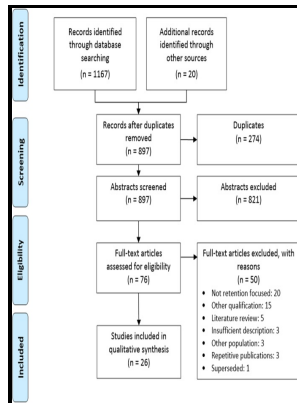 Identification
Records identified
through database
searching
(n = 1167)
Additional records
identified through
other sources
(n = 20)
Screening
Records after duplicates
removed
(n = 897)
Duplicates
(n = 274)
Abstracts screened
(n = 897)
Abstracts excluded
(n = 821)
Eligibility
Full-text articles
assessed for eligibility
(n = 76)
Full-text articles excluded, with
reasons
(n = 50)
• Not retention focused: 20
• Other qualification: 15
• Literature review: 5
• Insufficient description: 3
• Other population: 3
• Repetitive publications: 3
• Superseded: 1
Included
Studies included in
qualitative synthesis
(n = 26)